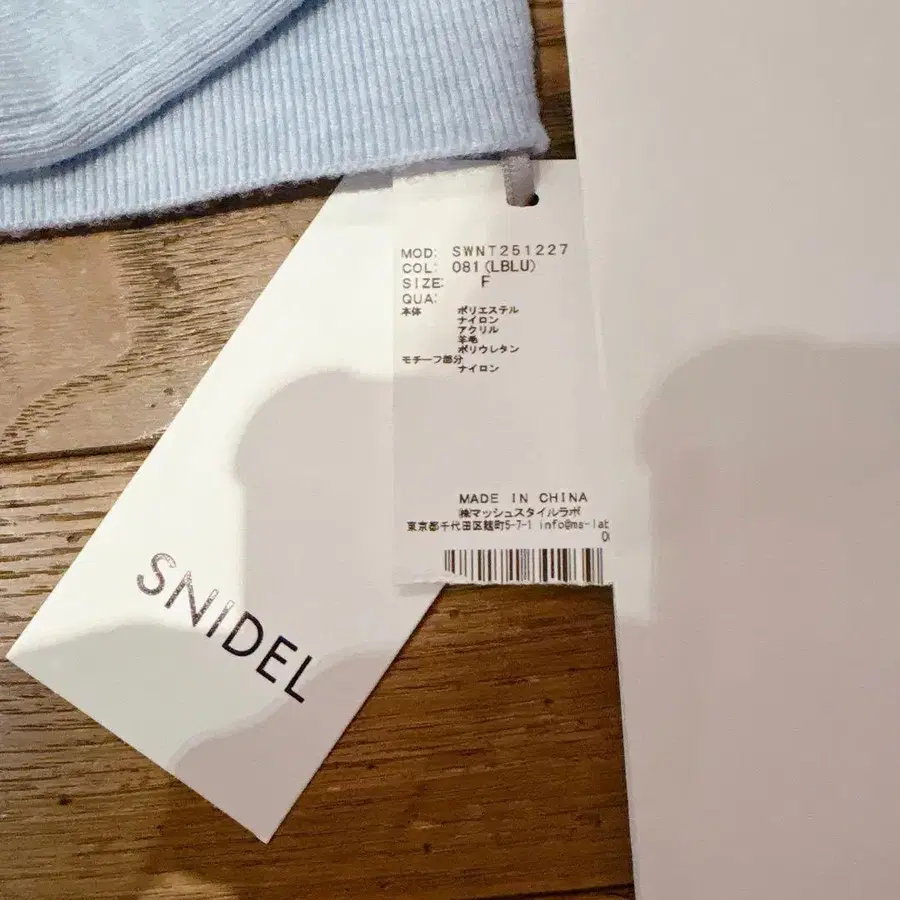 MOD: SWNT251227
COL: 081(LBLU)
SIZE: F
QUA:
本体 ポリエステル
ナイロン
アクリル
羊毛
ポリウレタン
モチーフ部分
ナイロン
MADE IN CHINA
㈱マッシュスタイルラボ
東京都千代田区麹町5-7-1 info@ms-lab
SNIDEL